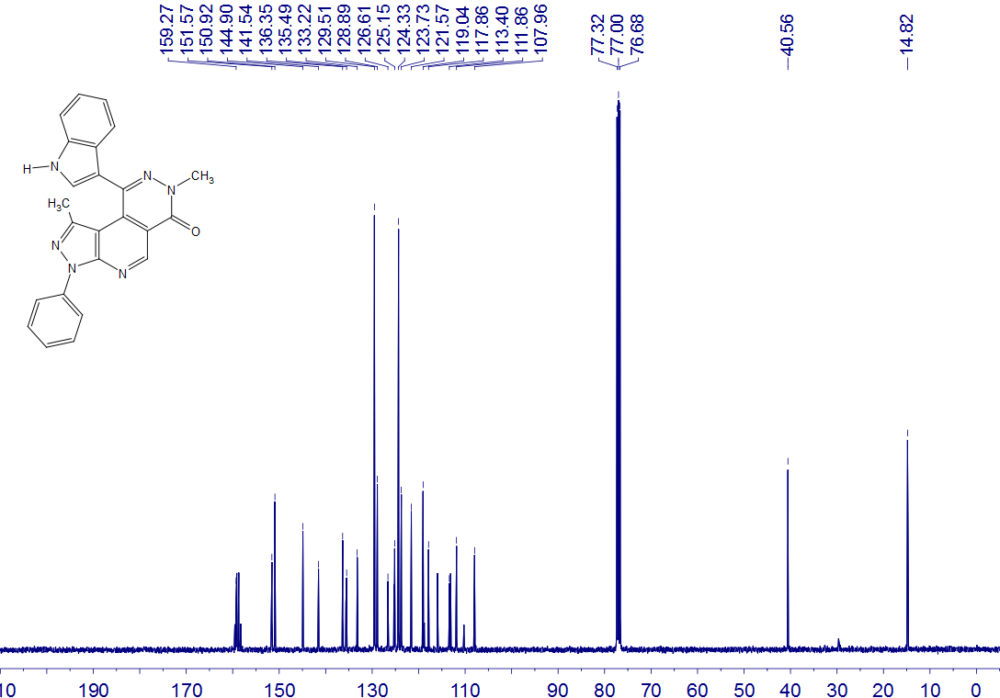 159.27
151.57
150.92
144.90
141.54
136.35
135.49
133.22
129.51
128.89
126.61
125.15
124.33
123.73
121.57
119.04
117.86
113.40
111.86
107.96
77.32
77.00
76.68
40.56
14.82
H N
N
N CH3
H3C
O
N
N
N
10 190 170 150 130 110 90 80 70 60 50 40 30 20 10 0